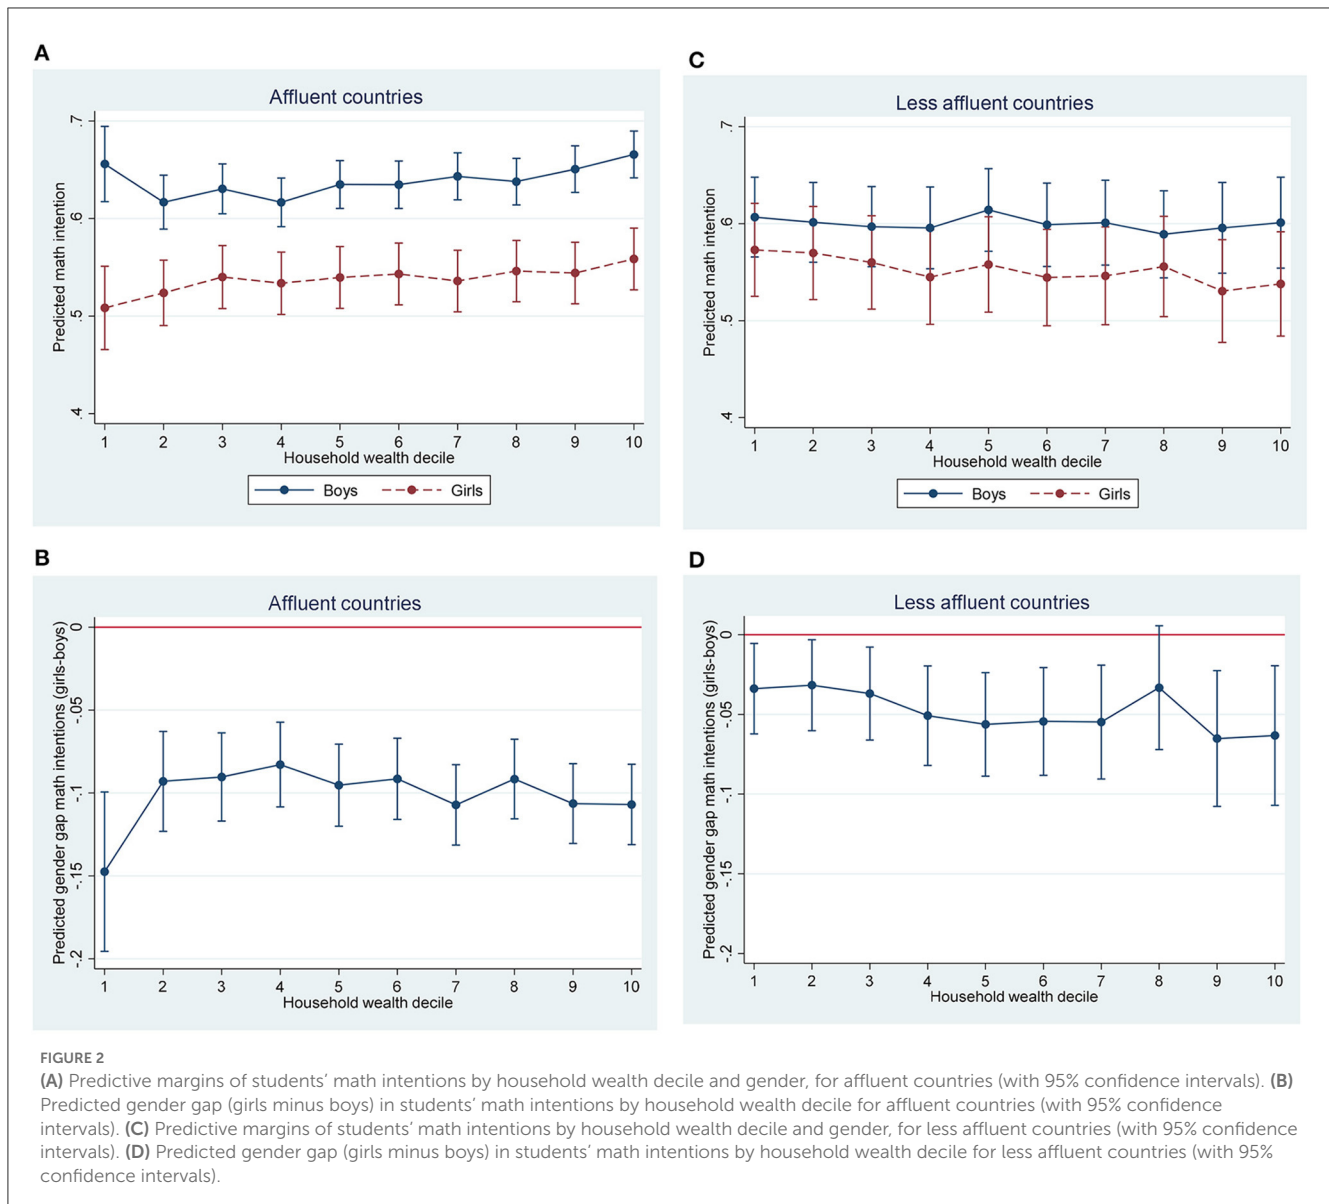 A
Affluent countries
Predicted math intention
.7
.6
.5
.4
1 2 3 4 5 6 7 8 9 10
Household wealth decile
Boys Girls
C
Less affluent countries
Predicted math intention
.7
.6
.5
.4
1 2 3 4 5 6 7 8 9 10
Household wealth decile
Boys Girls
B
Affluent countries
Predicted gender gap math intentions (girls-boys)
0
-.05
-.1
-.15
-.2
1 2 3 4 5 6 7 8 9 10
Household wealth decile
D
Less affluent countries
Predicted gender gap math intentions (girls-boys)
0
-.05
-.1
-.15
-.2
1 2 3 4 5 6 7 8 9 10
Household wealth decile
FIGURE 2
(A) Predictive margins of students’ math intentions by household wealth decile and gender, for affluent countries (with 95% confidence intervals). (B)
Predicted gender gap (girls minus boys) in students’ math intentions by household wealth decile for affluent countries (with 95% confidence
intervals). (C) Predictive margins of students’ math intentions by household wealth decile and gender, for less affluent countries (with 95% confidence
intervals). (D) Predicted gender gap (girls minus boys) in students’ math intentions by household wealth decile for less affluent countries (with 95%
confidence intervals).